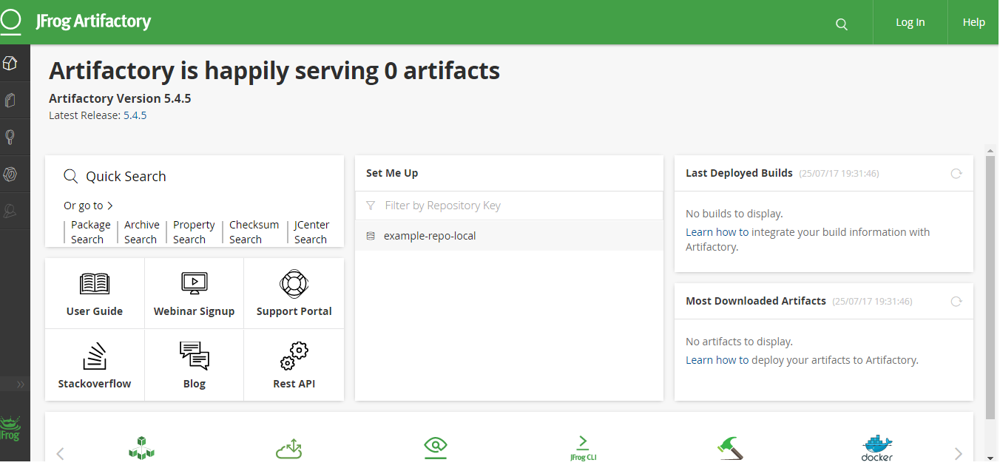 JFrog Artifactory
Log In
Help
Artifactory is happily serving 0 artifacts
Artifactory Version 5.4.5
Latest Release: 5.4.5
Quick Search
Or go to
Package Search
Archive Search
Property Search
Checksum Search
JCenter Search
User Guide
Webinar Signup
Support Portal
Stackoverflow
Blog
Rest API
Set Me Up
Filter by Repository Key
example-repo-local
Last Deployed Builds (25/07/17 19:31:46)
No builds to display.
Learn how to integrate your build information with
Artifactory.
Most Downloaded Artifacts (25/07/17 19:31:46)
No artifacts to display.
Learn how to deploy your artifacts to Artifactory.
JFrog
JFrog CLI
docker